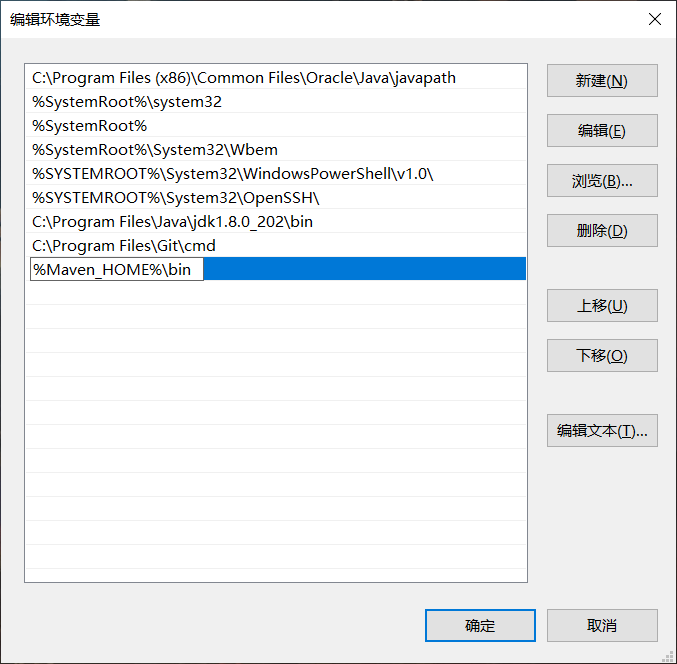 编辑环境变量
C:\Program Files (x86)\Common Files\Oracle\Java\javapath
%SystemRoot%\system32
%SystemRoot%
%SystemRoot%\System32\Wbem
%SYSTEMROOT%\System32\WindowsPowerShell\v1.0\
%SYSTEMROOT%\System32\OpenSSH\
C:\Program Files\Java\jdk1.8.0_202\bin
C:\Program Files\Git\cmd
%Maven_HOME%\bin
新建(N)
编辑(E)
浏览(B)...
删除(D)
上移(U)
下移(O)
编辑文本(T)...
确定
取消